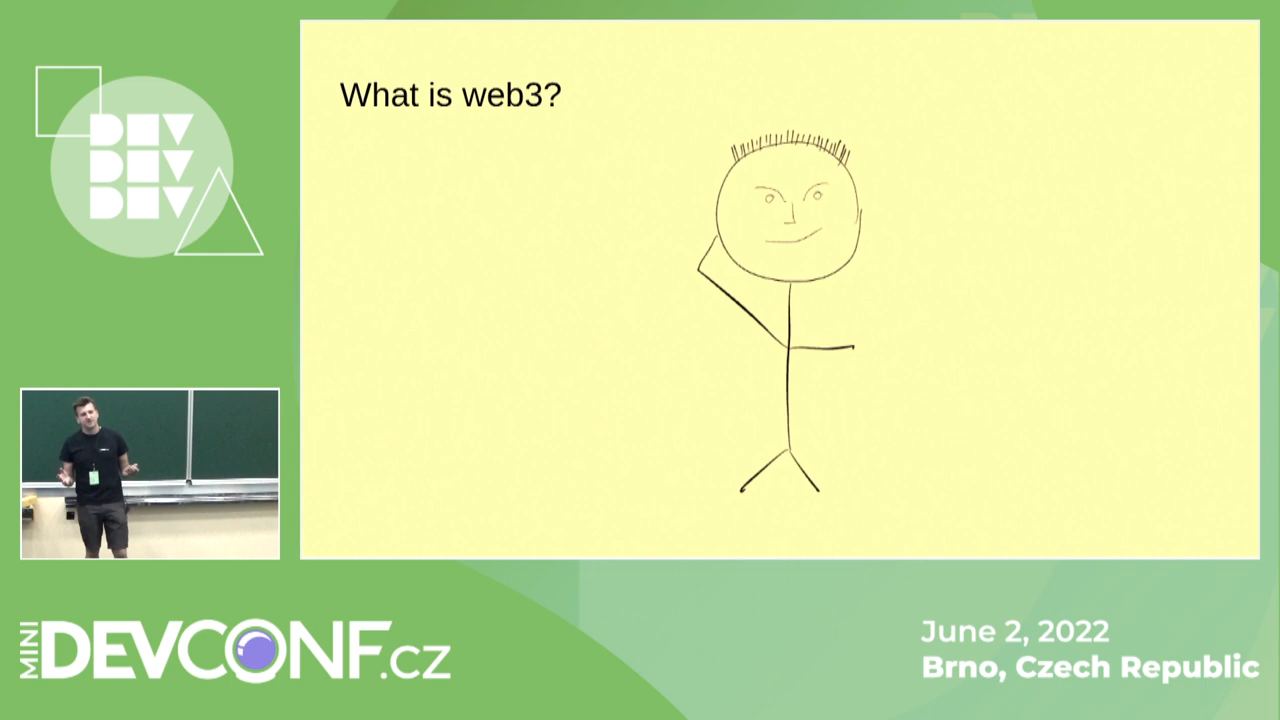 What is web3?
DEV
DEV
DEV
MINI
DEVCONF.CZ
June 2, 2022
Brno, Czech Republic